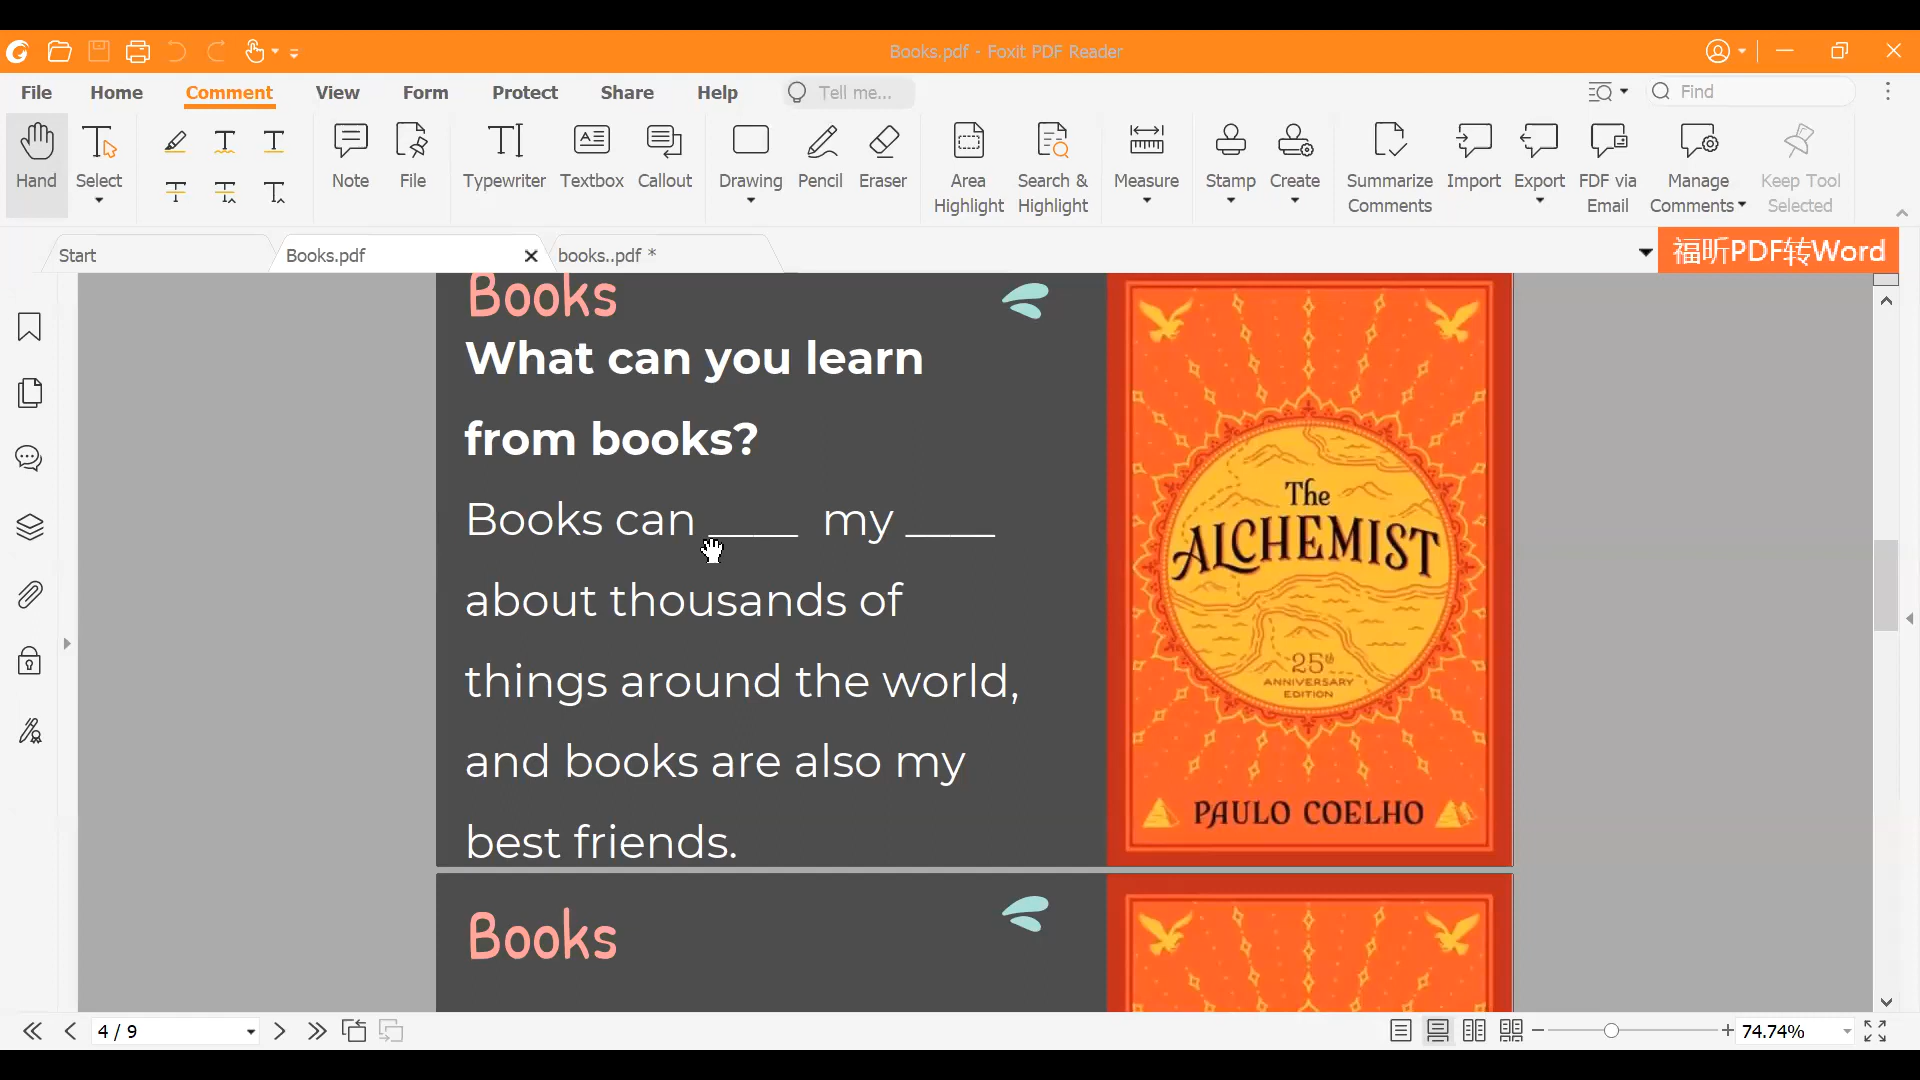 Books.pdf - Foxit PDF Reader
File Home Comment View Form Protect Share Help Tell me... Find
Hand Select Note File Typewriter Textbox Callout Drawing Pencil Eraser Area Highlight Search & Highlight Measure Stamp Create Summarize Comments Import Export FDF via Email Manage Comments Keep Tool Selected
Start Books.pdf books..pdf * 福昕PDF转Word
Books
What can you learn
from books?
Books can ____ my ____
about thousands of
things around the world,
and books are also my
best friends.
The
ALCHEMIST
25th
ANNIVERSARY
EDITION
PAULO COELHO
Books
4 / 9 74.74%